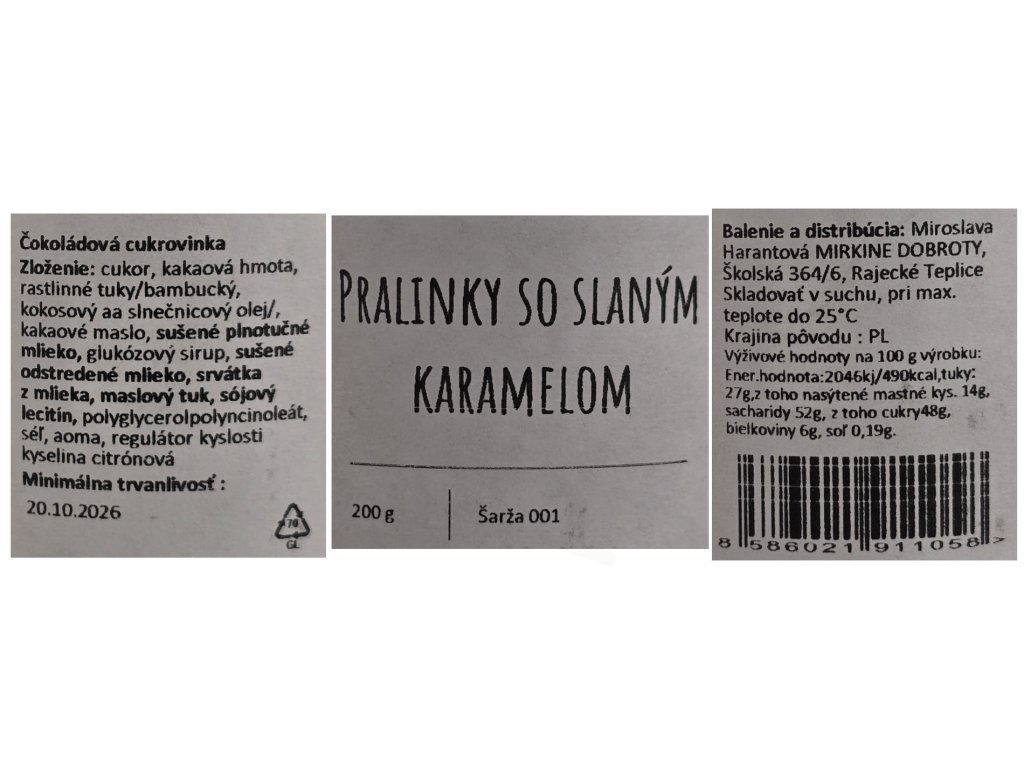 Čokoládová cukrovinka
Zloženie: cukor, kakaová hmota,
rastlinné tuky/bambucký,
kokosový aa slnečnicový olej/,
kakaové maslo, sušené plnotučné
mlieko, glukózový sirup, sušené
odstredené mlieko, srvátka
z mlieka, maslový tuk, sójový
lecitín, polyglycerolpolyncinoleát,
séľ, aoma, regulátor kyslosti
kyselina citrónová
Minimálna trvanlivosť :
20.10.2026
70
GL
PRALINKY SO SLANÝM
KARAMELOM
200 g
Šarža 001
Balenie a distribúcia: Miroslava
Harantová MIRKINE DOBROTY,
Školská 364/6, Rajecké Teplice
Skladovať v suchu, pri max.
teplote do 25°C
Krajina pôvodu : PL
Výživové hodnoty na 100 g výrobku:
Ener.hodnota:2046kj/490kcal,tuky:
27g,z toho nasýtené mastné kys. 14g,
sacharidy 52g, z toho cukry48g,
bielkoviny 6g, soľ 0,19g.
8 586021 911058 >